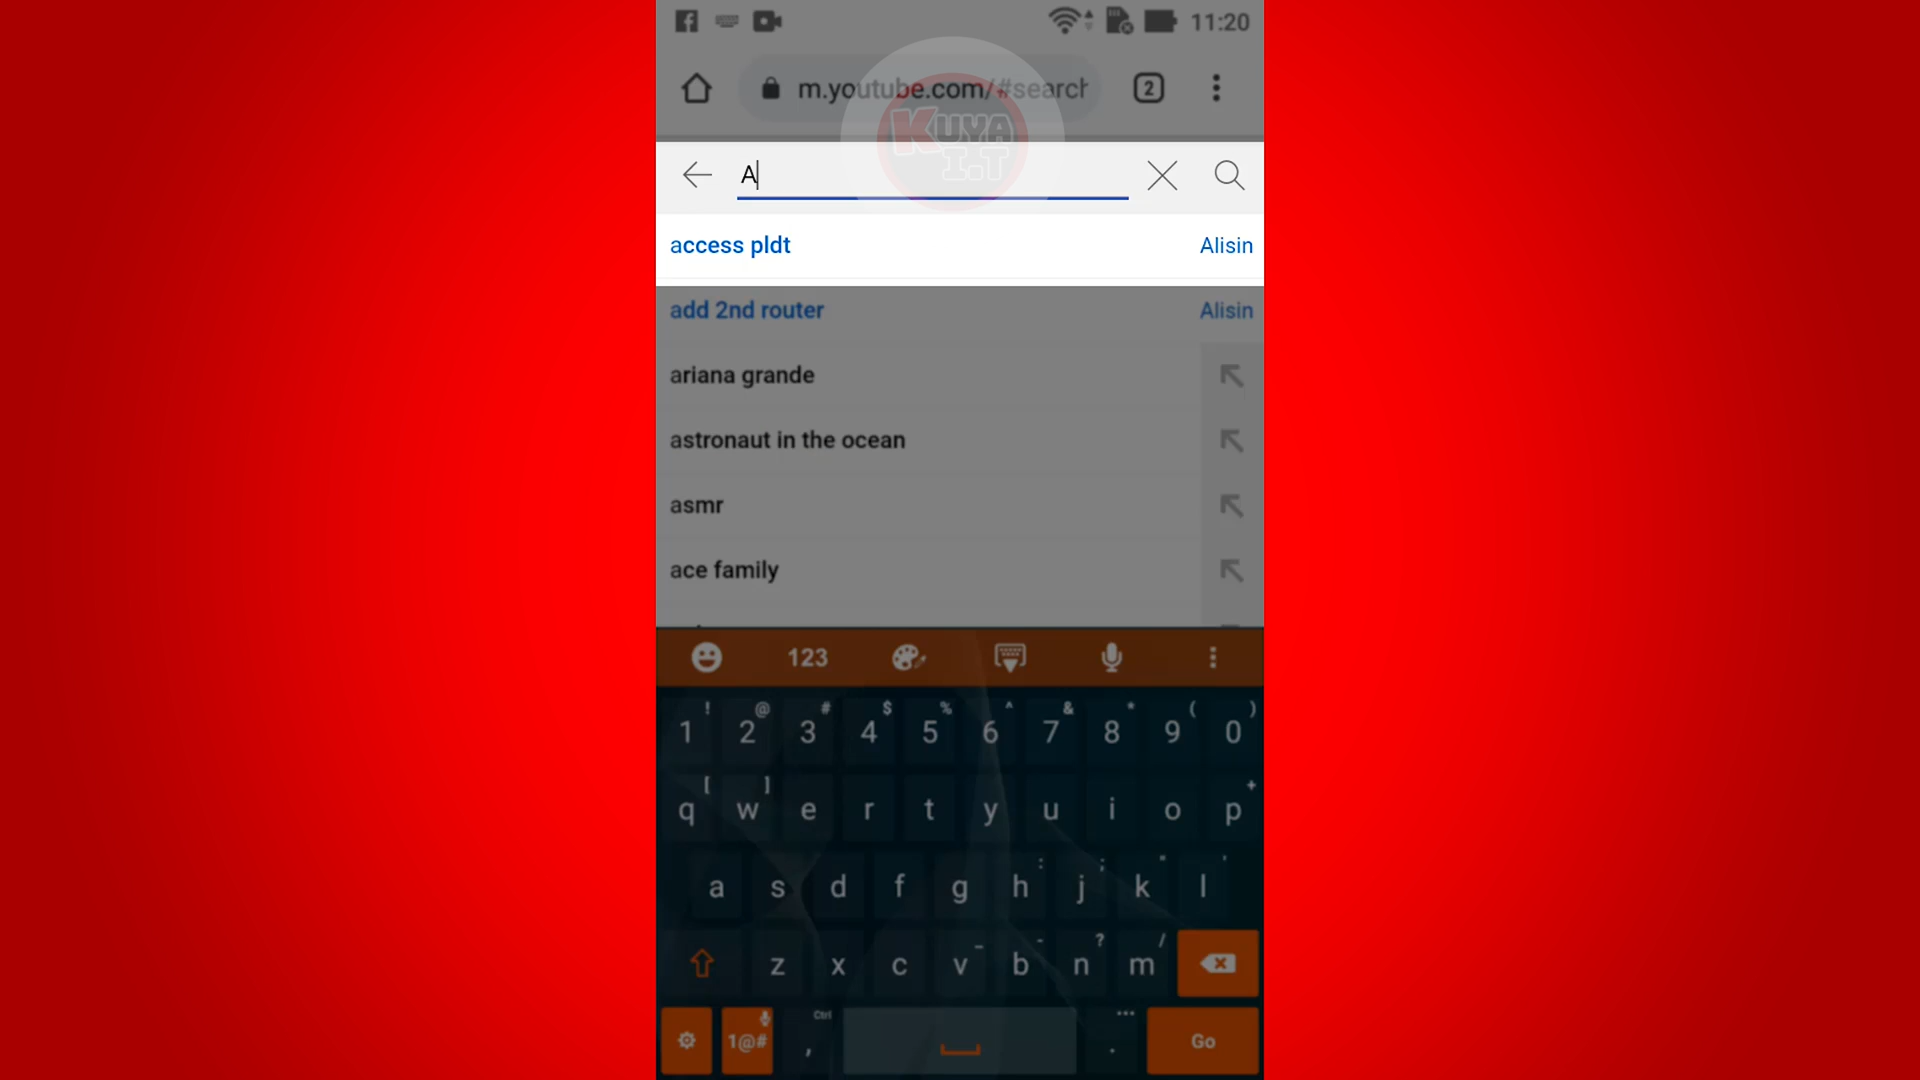 11:20
m.youtube.com/#search
2
KUYA
I.T
A
access pldt Alisin
add 2nd router Alisin
ariana grande
astronaut in the ocean
asmr
ace family
123
! @ # $ % ^ & * ( )
1 2 3 4 5 6 7 8 9 0
[ ] +
q w e r t y u i o p
: ; " '
a s d f g h j k l
_ - ? /
z x c v b n m
Ctrl ...
1@# , . Go